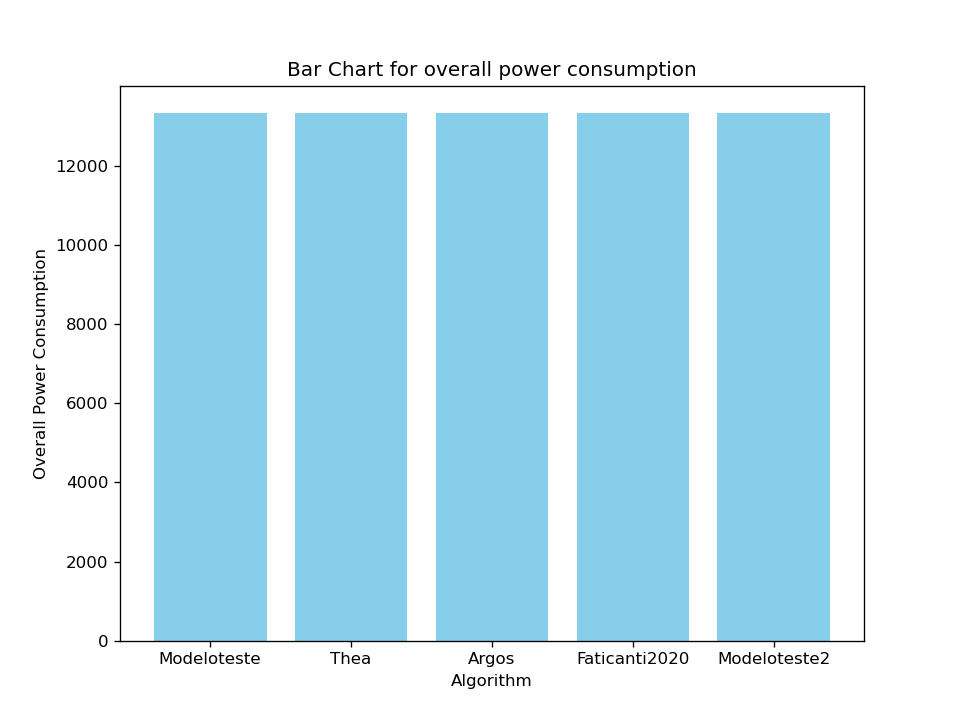 Bar Chart for overall power consumption
Overall Power Consumption
12000
10000
8000
6000
4000
2000
0
Modeloteste Thea Argos Faticanti2020 Modeloteste2
Algorithm